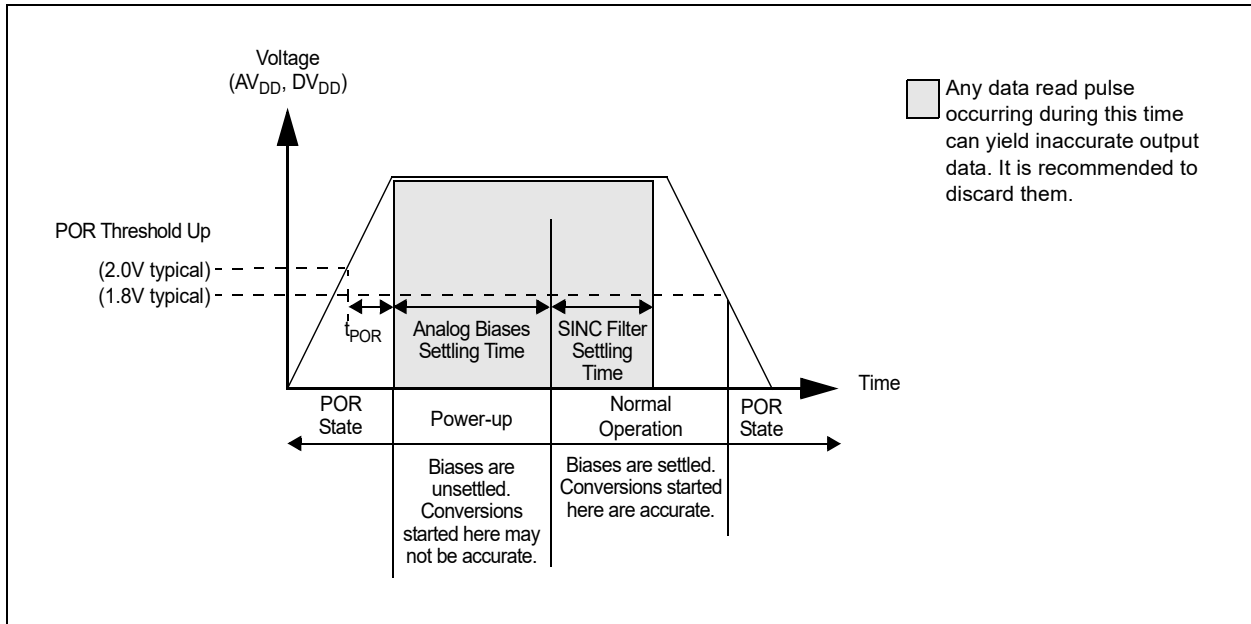 Voltage
(AVDD, DVDD)
Any data read pulse
occurring during this time
can yield inaccurate output
data. It is recommended to
discard them.
POR Threshold Up
(2.0V typical)
(1.8V typical)
tPOR
Analog Biases
Settling Time
SINC Filter
Settling
Time
Time
POR
State
Power-up
Normal
Operation
POR
State
Biases are
unsettled.
Conversions
started here may
not be accurate.
Biases are settled.
Conversions started
here are accurate.